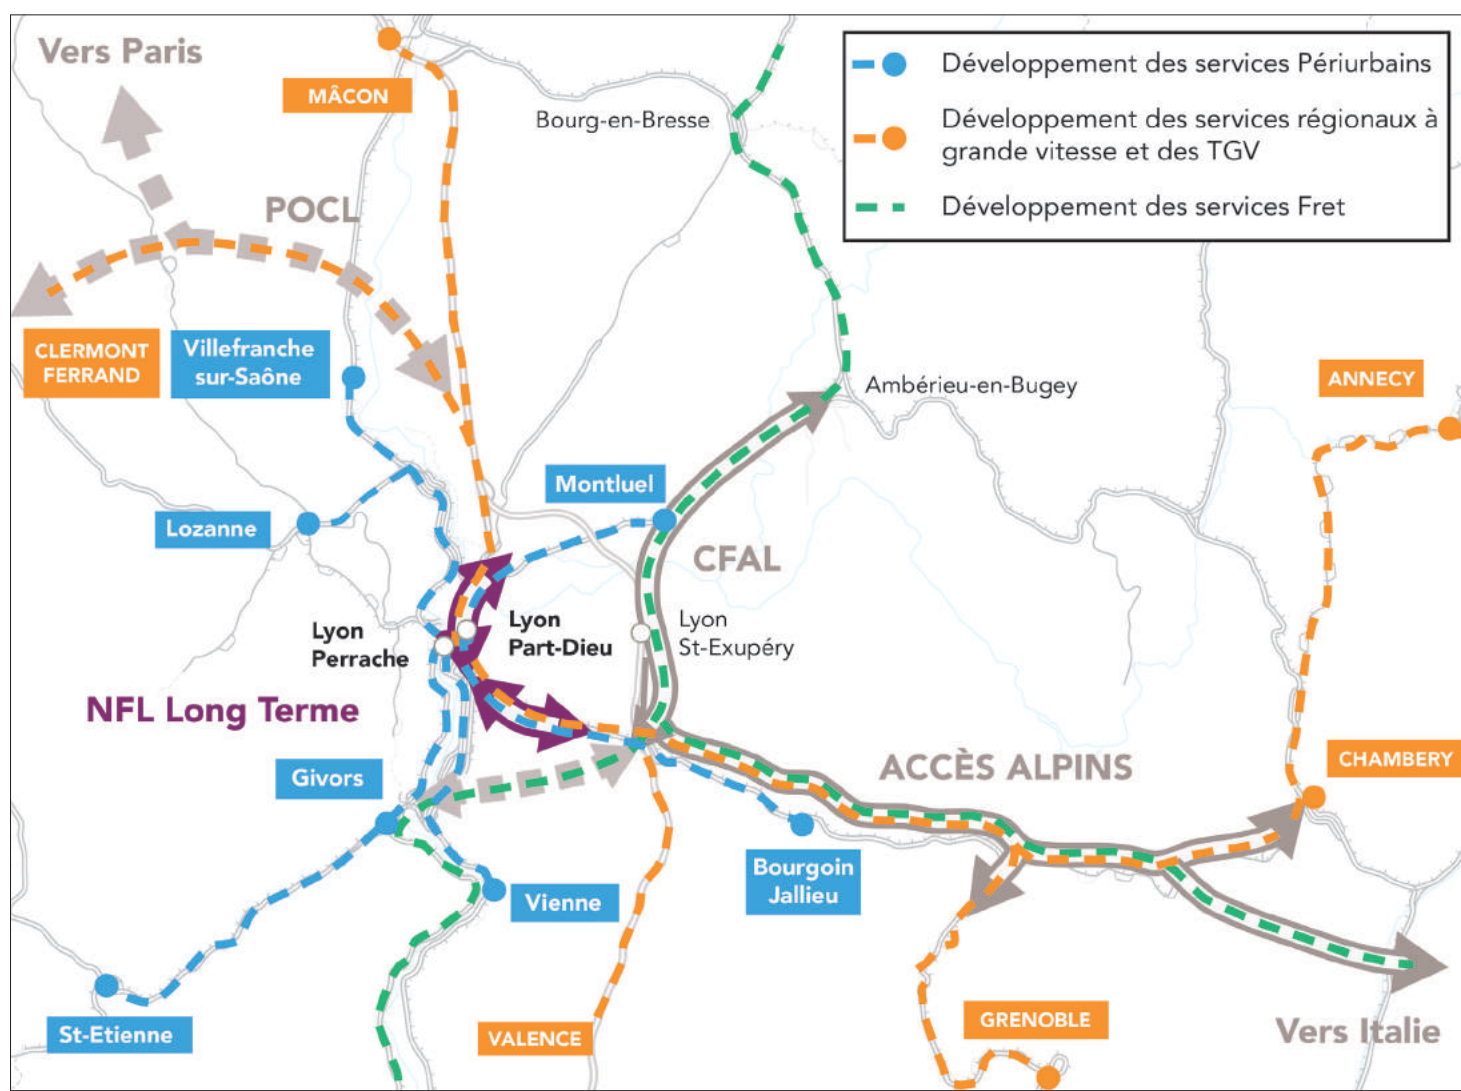 Vers Paris
MÂCON
Bourg-en-Bresse
Développement des services Périurbains
Développement des services régionaux à
grande vitesse et des TGV
Développement des services Fret
POCL
CLERMONT
FERRAND
Villefranche
sur-Saône
Ambérieu-en-Bugey
ANNECY
Montluel
Lozanne
CFAL
Lyon
Perrache
Lyon
Part-Dieu
Lyon
St-Exupéry
NFL Long Terme
Givors
ACCÈS ALPINS
CHAMBERY
Bourgoin
Jallieu
Vienne
St-Etienne
VALENCE
GRENOBLE
Vers Italie